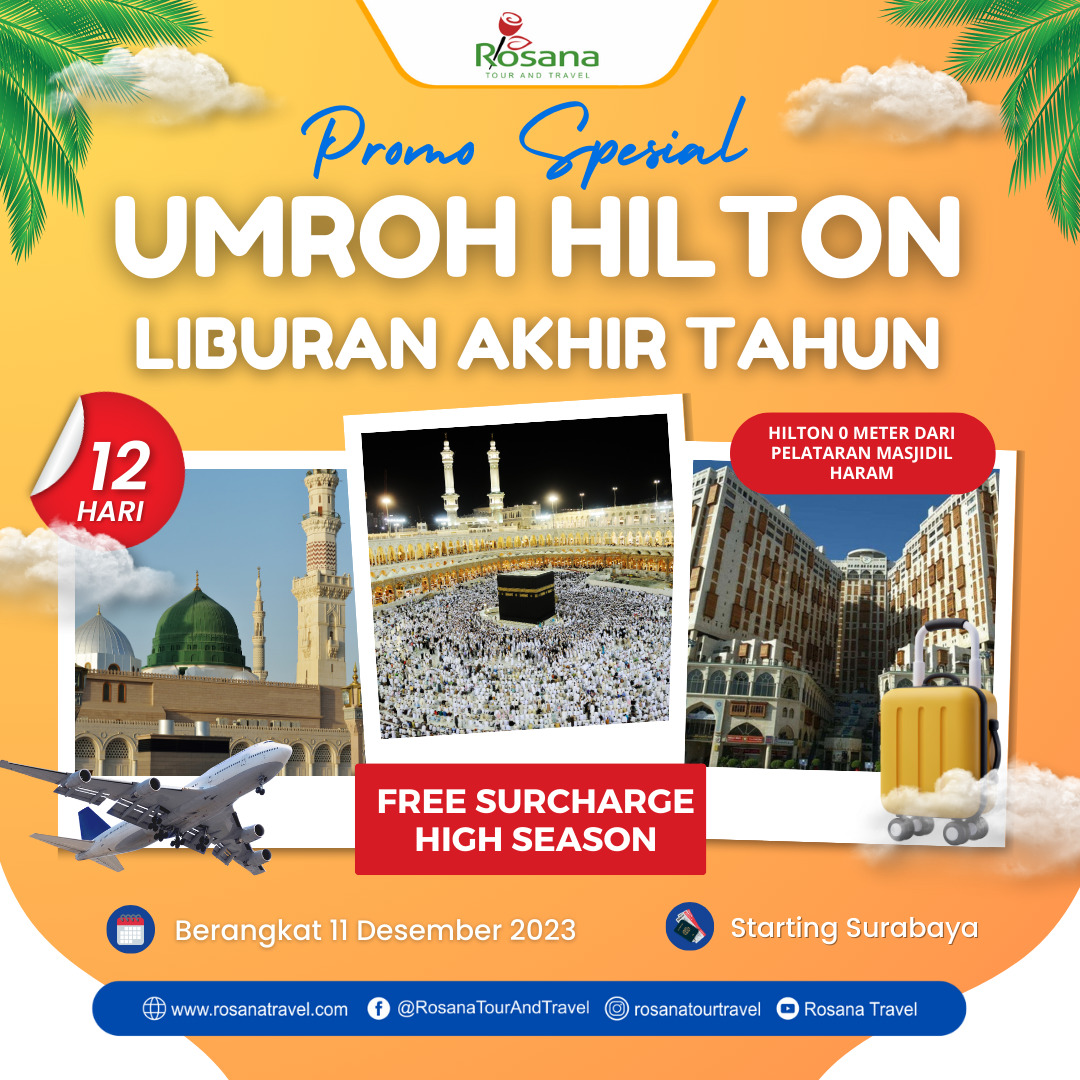 Rosana
TOUR AND TRAVEL
Promo Spesial
UMROH HILTON
LIBURAN AKHIR TAHUN
12
HARI
HILTON 0 METER DARI
PELATARAN MASJIDIL
HARAM
FREE SURCHARGE
HIGH SEASON
Berangkat 11 Desember 2023
Starting Surabaya
www.rosanatravel.com @RosanaTourAndTravel rosanatourtravel Rosana Travel